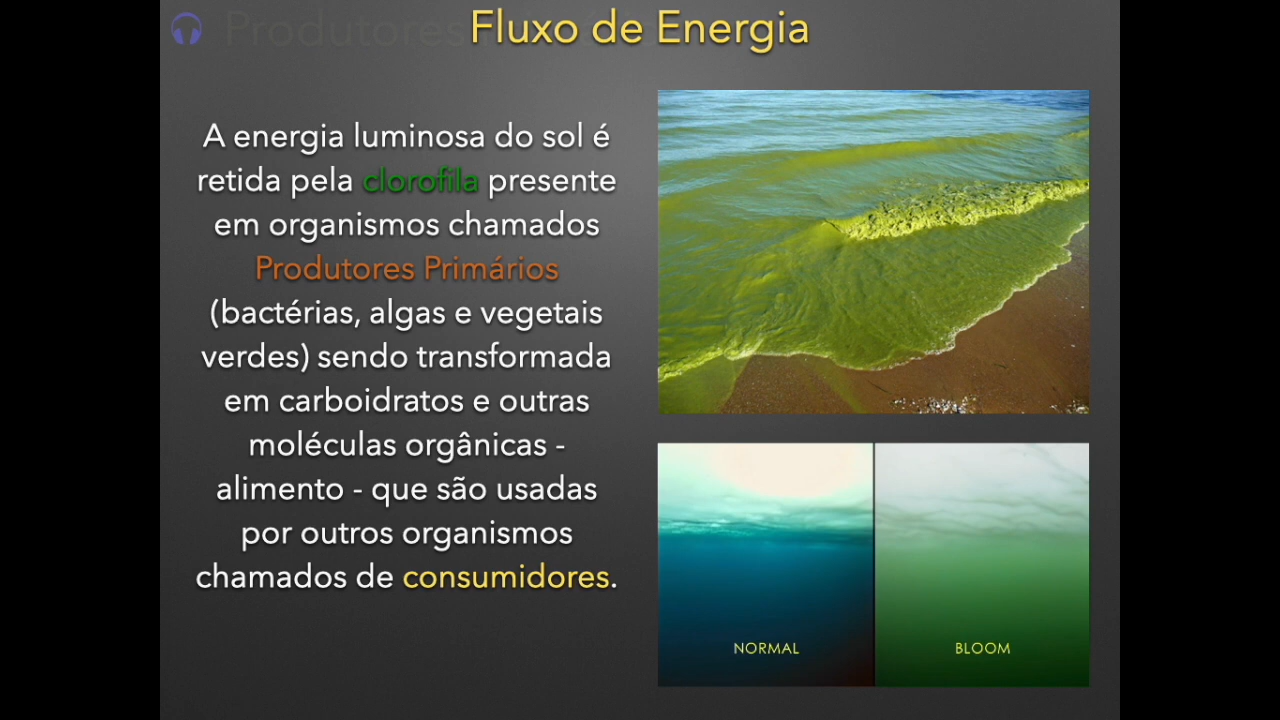 Produtores
Fluxo de Energia
A energia luminosa do sol é
retida pela clorofila presente
em organismos chamados
Produtores Primários
(bactérias, algas e vegetais
verdes) sendo transformada
em carboidratos e outras
moléculas orgânicas -
alimento - que são usadas
por outros organismos
chamados de consumidores.
NORMAL
BLOOM